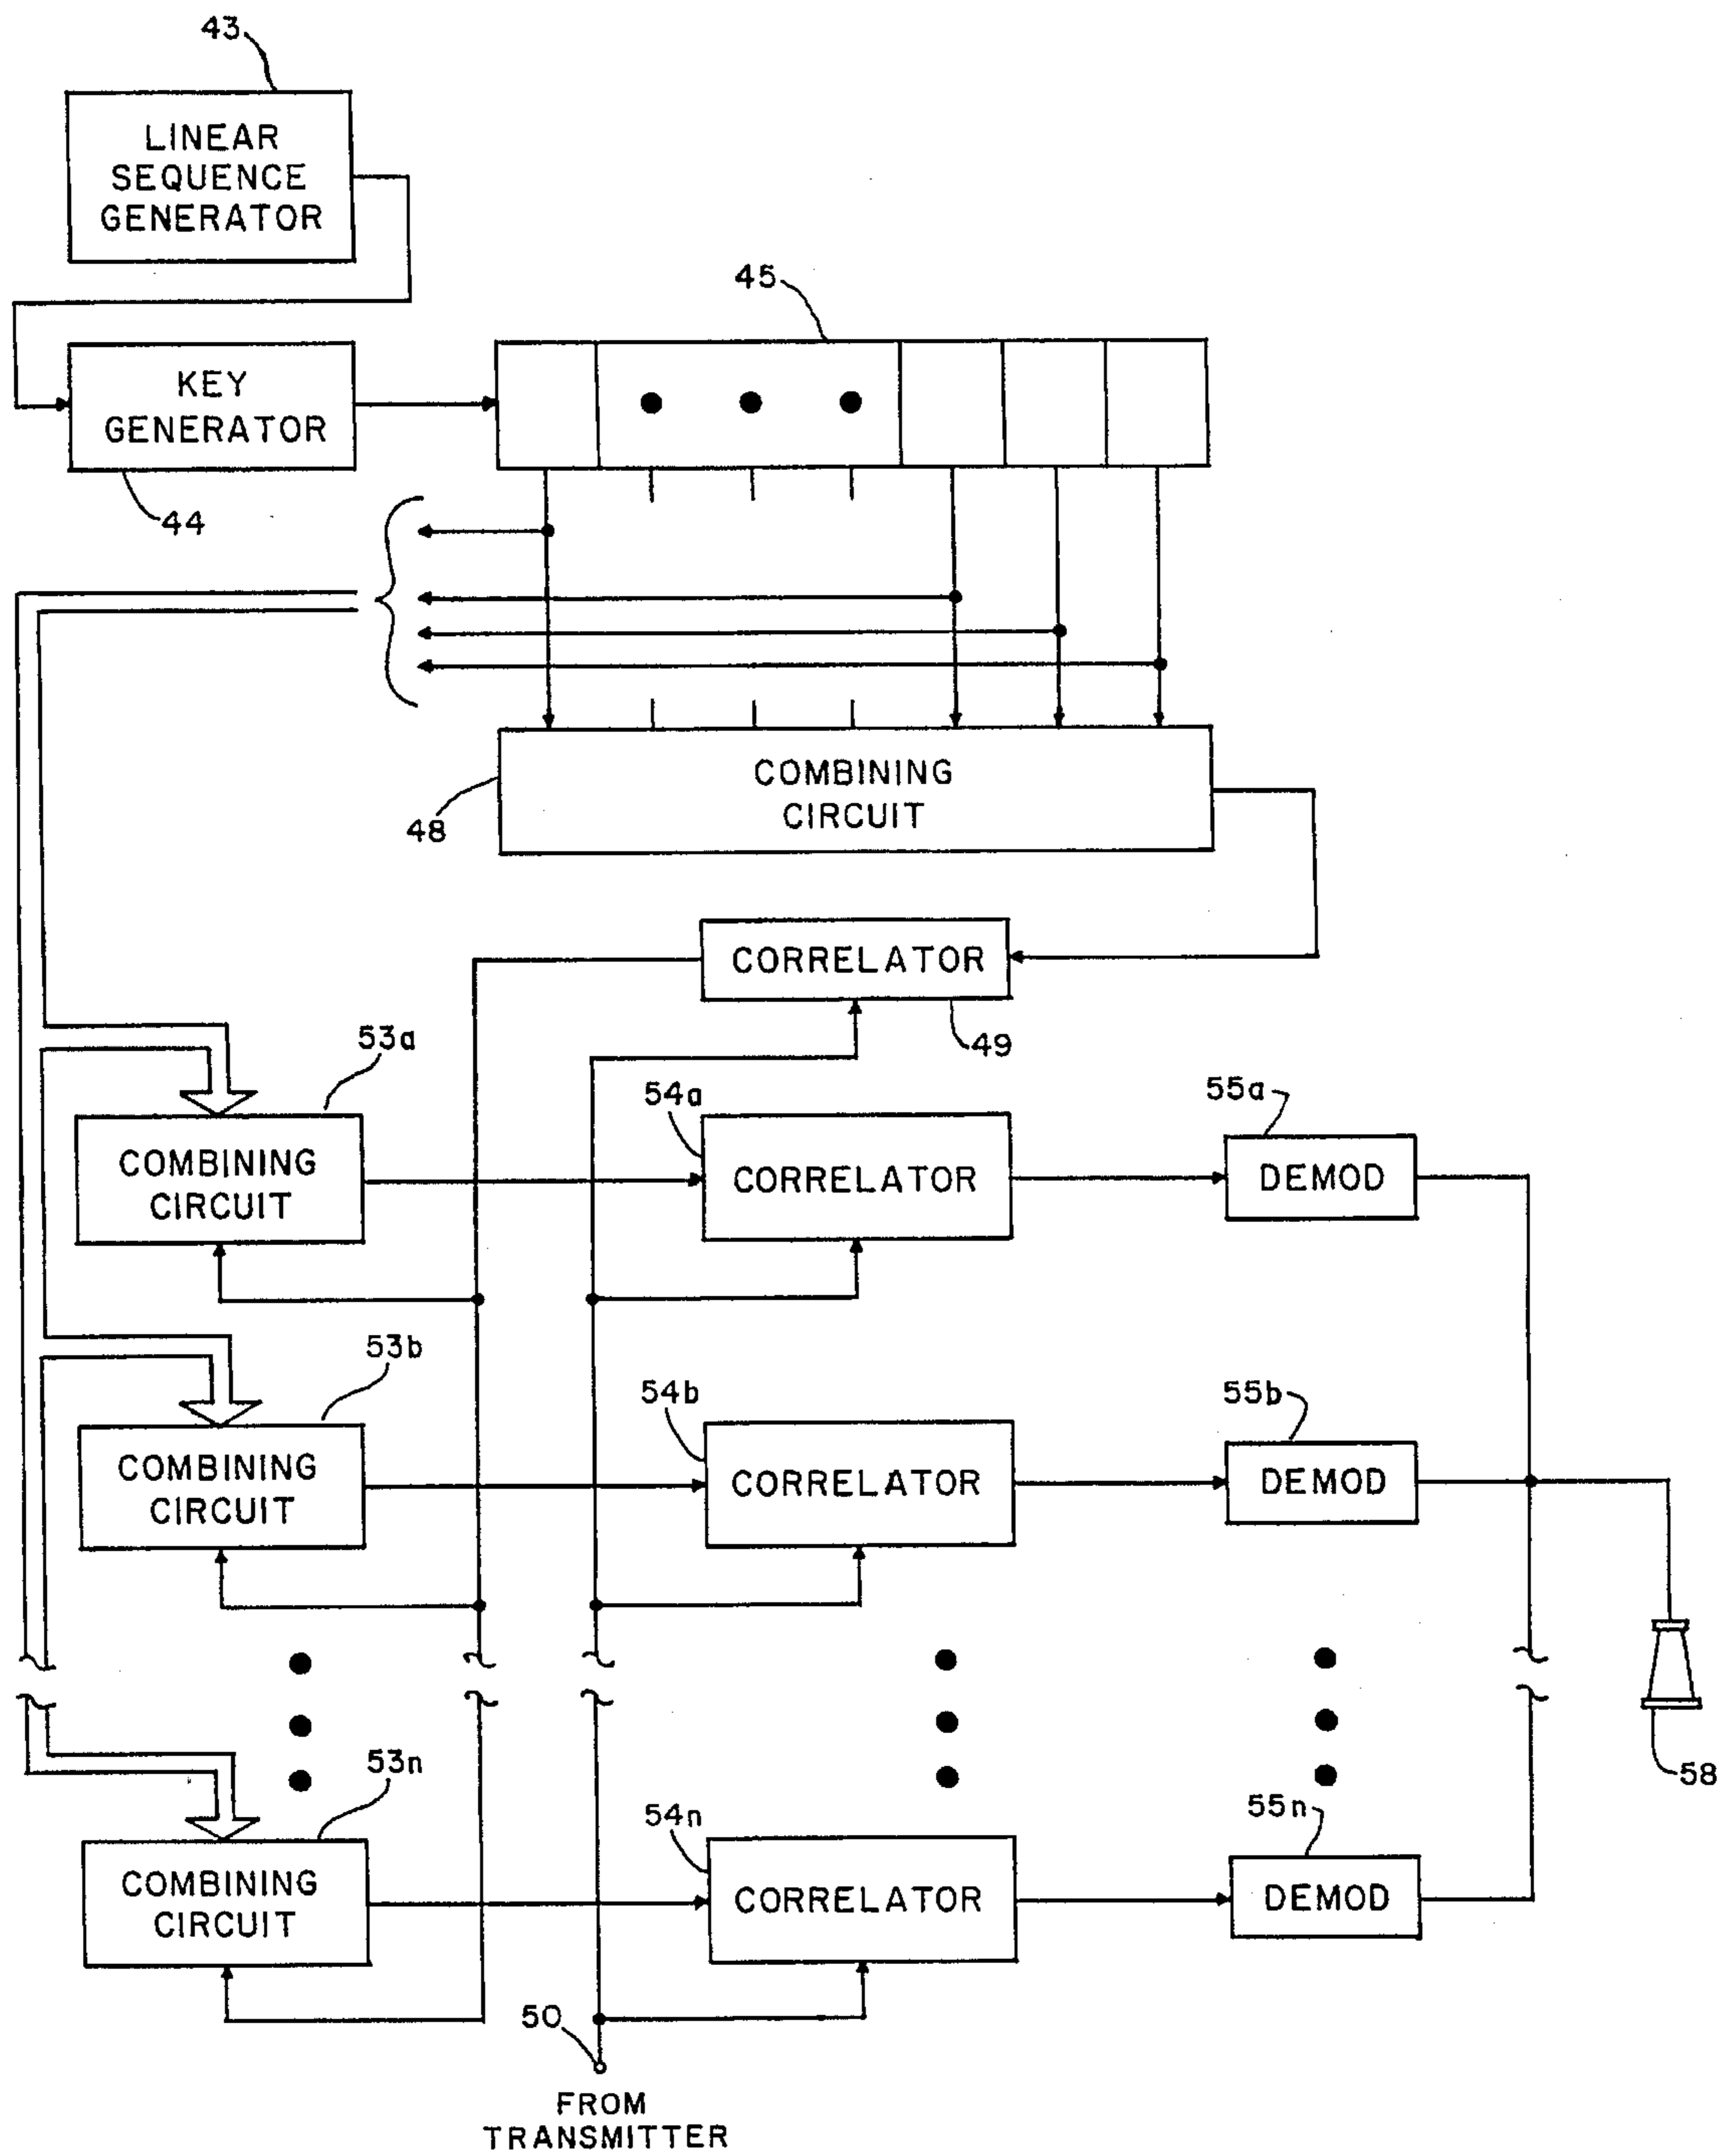 43
LINEAR
SEQUENCE
GENERATOR
45
KEY
GENERATOR
44
COMBINING
CIRCUIT
48
CORRELATOR
49
53a
54a
55a
COMBINING
CIRCUIT
CORRELATOR
DEMOD
53b
54b
55b
COMBINING
CIRCUIT
CORRELATOR
DEMOD
58
53n
54n
55n
COMBINING
CIRCUIT
CORRELATOR
DEMOD
50
FROM
TRANSMITTER